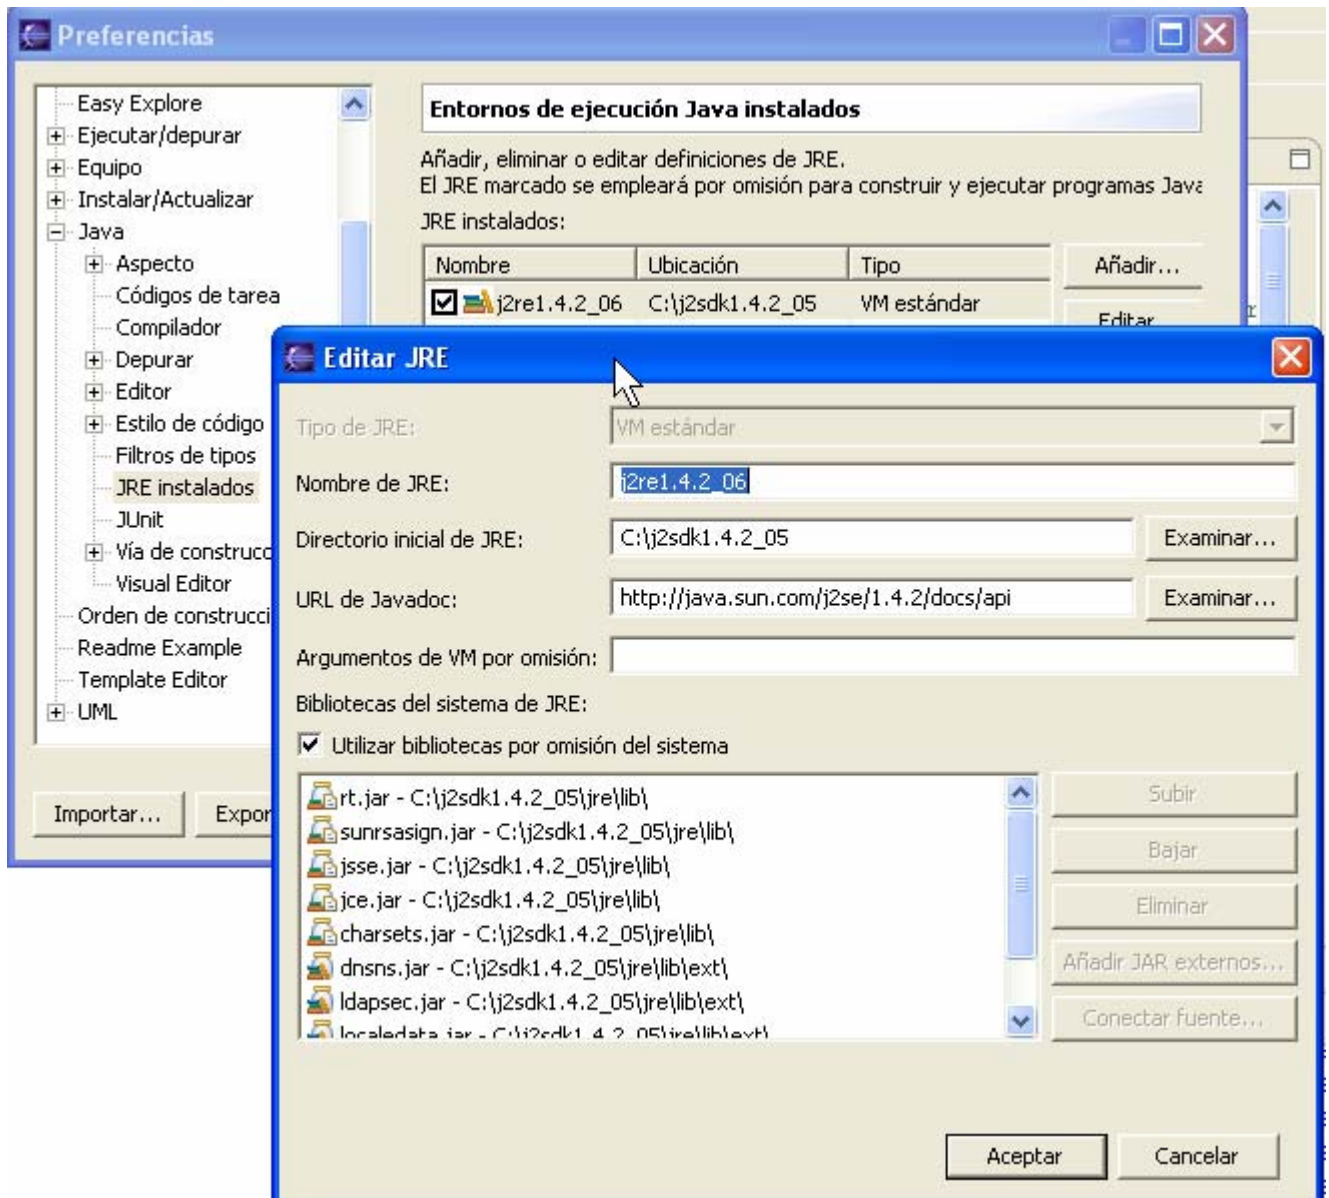 Preferencias
Easy Explore
Ejecutar/depurar
Equipo
Instalar/Actualizar
Java
Aspecto
Códigos de tarea
Compilador
Depurar
Editor
Estilo de código
Filtros de tipos
JRE instalados
JUnit
Vía de construcc
Visual Editor
Orden de construcci
Readme Example
Template Editor
UML
Importar... Expor
Entornos de ejecución Java instalados
Añadir, eliminar o editar definiciones de JRE.
El JRE marcado se empleará por omisión para construir y ejecutar programas Java
JRE instalados:
Nombre Ubicación Tipo
j2re1.4.2_06 C:\j2sdk1.4.2_05 VM estándar
Añadir...
Editar
Editar JRE
Tipo de JRE: VM estándar
Nombre de JRE: j2re1.4.2_06
Directorio inicial de JRE: C:\j2sdk1.4.2_05 Examinar...
URL de Javadoc: http://java.sun.com/j2se/1.4.2/docs/api Examinar...
Argumentos de VM por omisión:
Bibliotecas del sistema de JRE:
Utilizar bibliotecas por omisión del sistema
rt.jar - C:\j2sdk1.4.2_05\jre\lib\
sunrsasign.jar - C:\j2sdk1.4.2_05\jre\lib\
jsse.jar - C:\j2sdk1.4.2_05\jre\lib\
jce.jar - C:\j2sdk1.4.2_05\jre\lib\
charsets.jar - C:\j2sdk1.4.2_05\jre\lib\
dnsns.jar - C:\j2sdk1.4.2_05\jre\lib\ext\
ldapsec.jar - C:\j2sdk1.4.2_05\jre\lib\ext\
localedata.jar - C:\j2sdk1.4.2_05\jre\lib\ext\
Subir
Bajar
Eliminar
Añadir JAR externos...
Conectar fuente...
Aceptar Cancelar